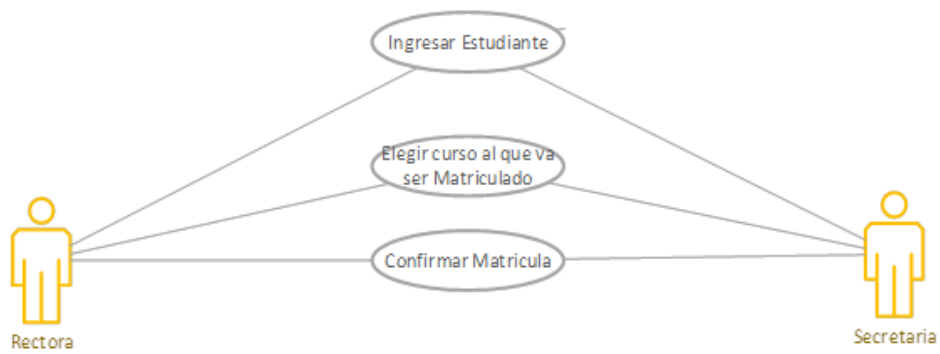 Ingresar Estudiante
Elegir curso al que va
ser Matriculado
Confirmar Matricula
Rectora
Secretaria